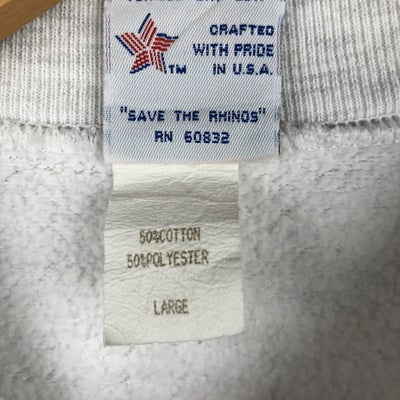 CRAFTED
WITH PRIDE
TM IN U.S.A.
"SAVE THE RHINOS"
RN 60832
50%COTTON
50%POLYESTER
LARGE